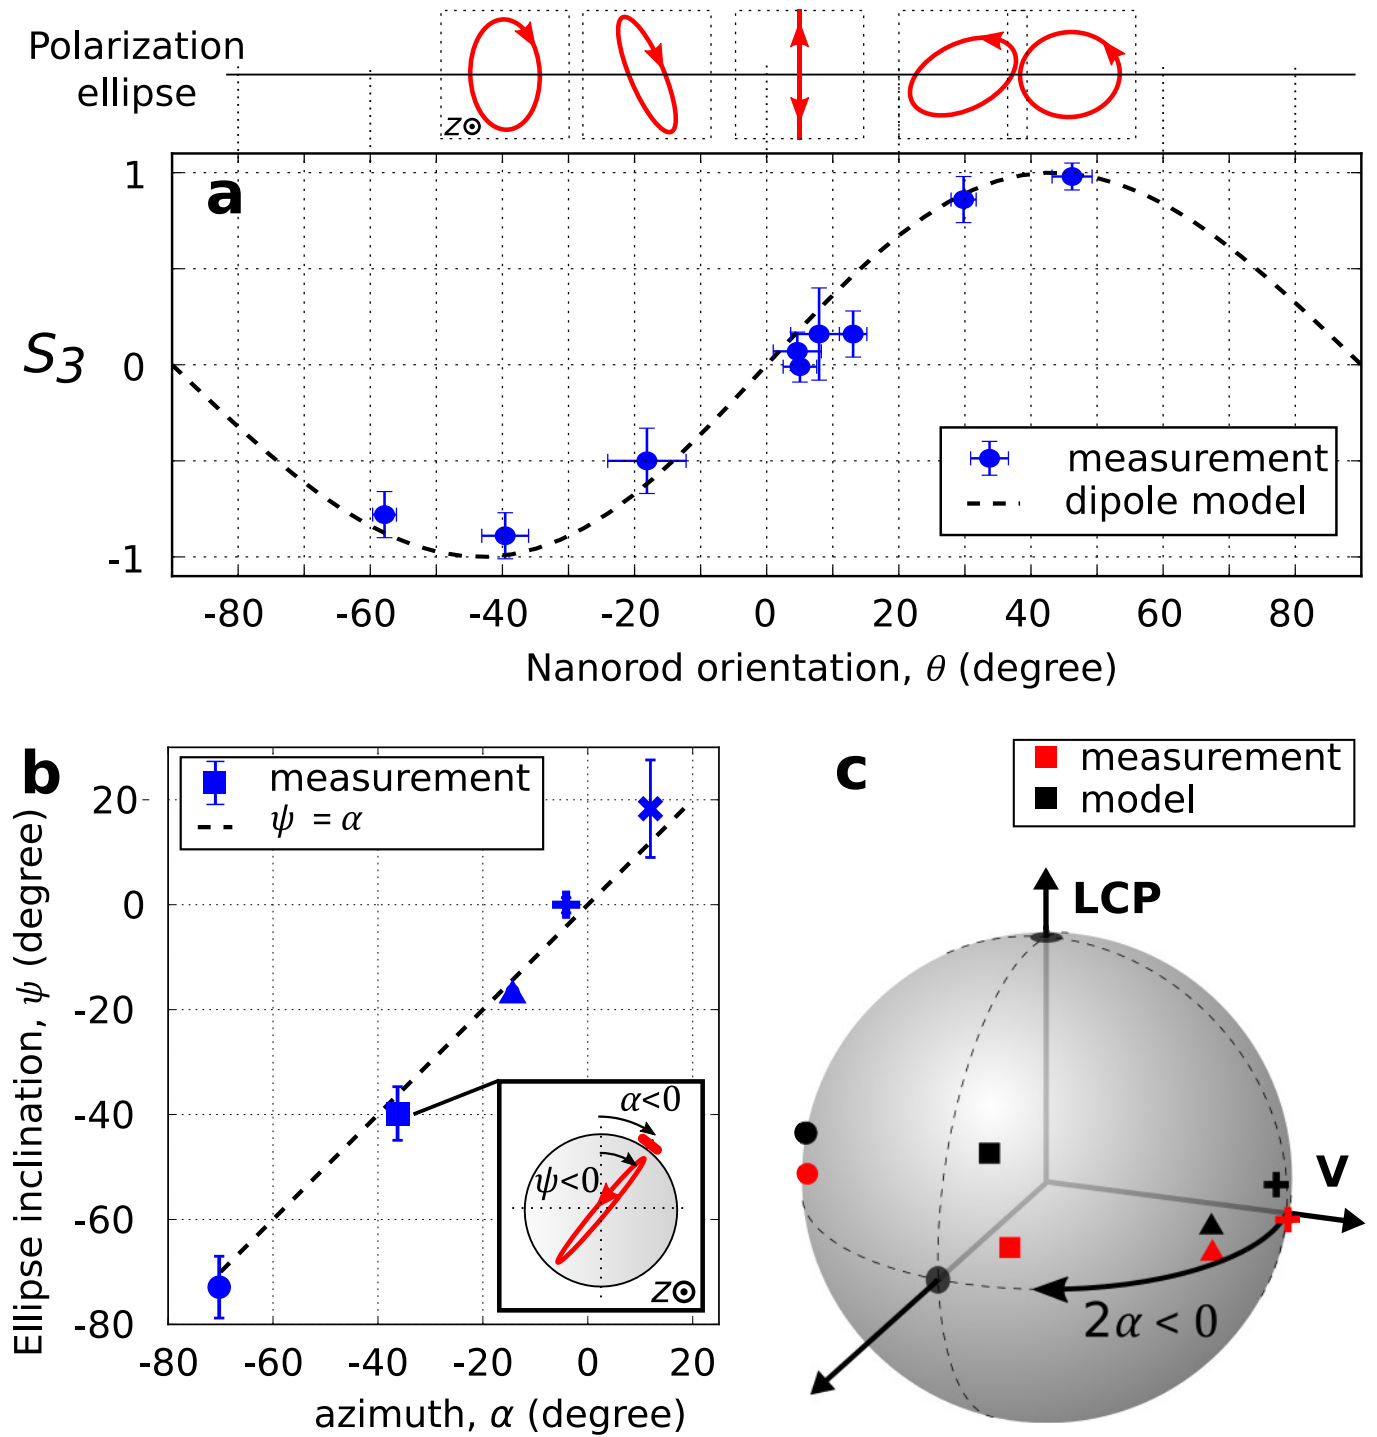 Polarization
ellipse
z⊙
a
1
0
-1
S₃
measurement
dipole model
-80 -60 -40 -20 0 20 40 60 80
Nanorod orientation, θ (degree)
b
measurement
ψ = α
20
0
-20
-40
-60
-80
Ellipse inclination, ψ (degree)
α<0
ψ<0
z⊙
-80 -60 -40 -20 0 20
azimuth, α (degree)
c
measurement
model
LCP
V
2α < 0